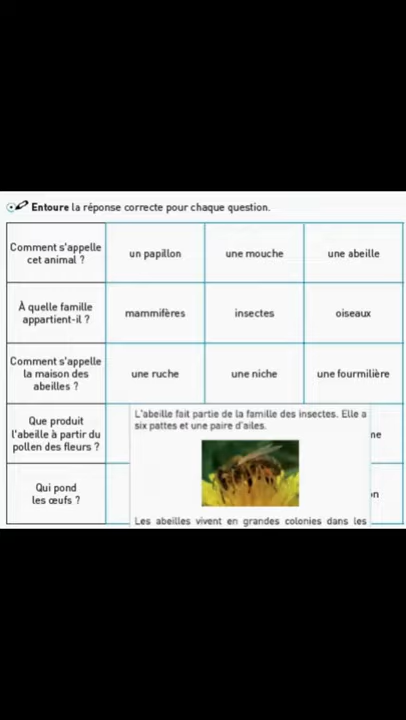 Entoure la réponse correcte pour chaque question.
Comment s'appelle
cet animal ?
un papillon
une mouche
une abeille
À quelle famille
appartient-il ?
mammifères
insectes
oiseaux
Comment s'appelle
la maison des
abeilles ?
une ruche
une niche
une fourmilière
Que produit
l'abeille à partir du
pollen des fleurs ?
Qui pond
les œufs ?
L'abeille fait partie de la famille des insectes. Elle a
six pattes et une paire d'ailes.
Les abeilles vivent en grandes colonies dans les